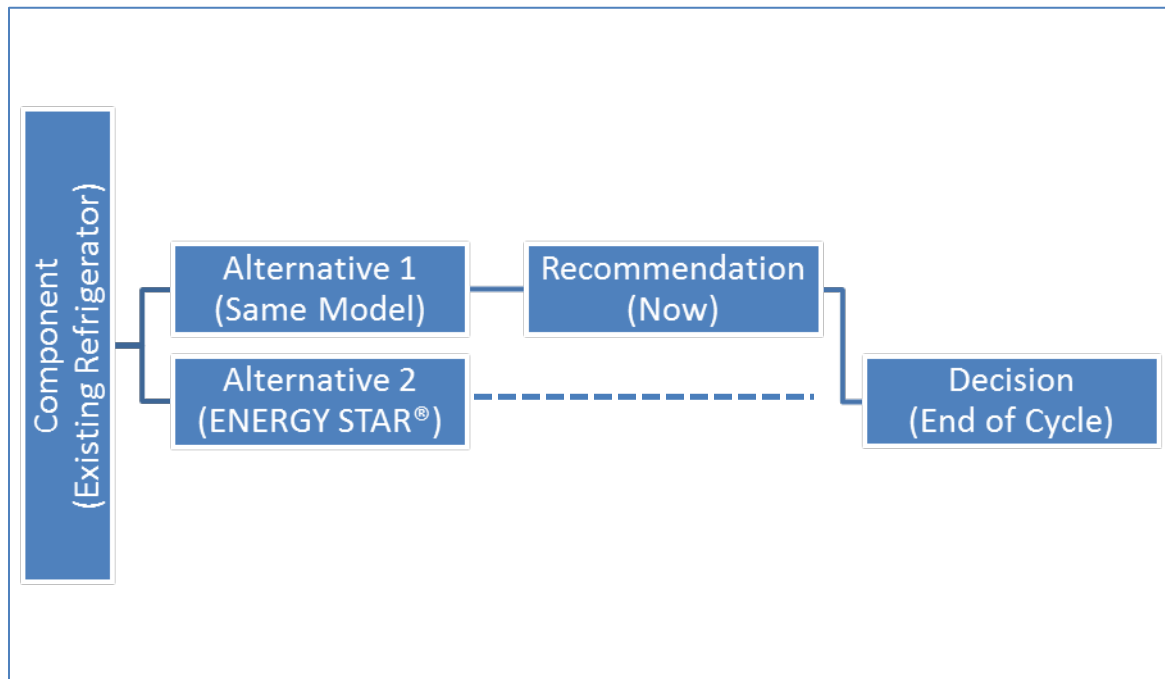 Component
(Existing Refrigerator)
Alternative 1
(Same Model)
Recommendation
(Now)
Alternative 2
(ENERGY STAR®)
Decision
(End of Cycle)